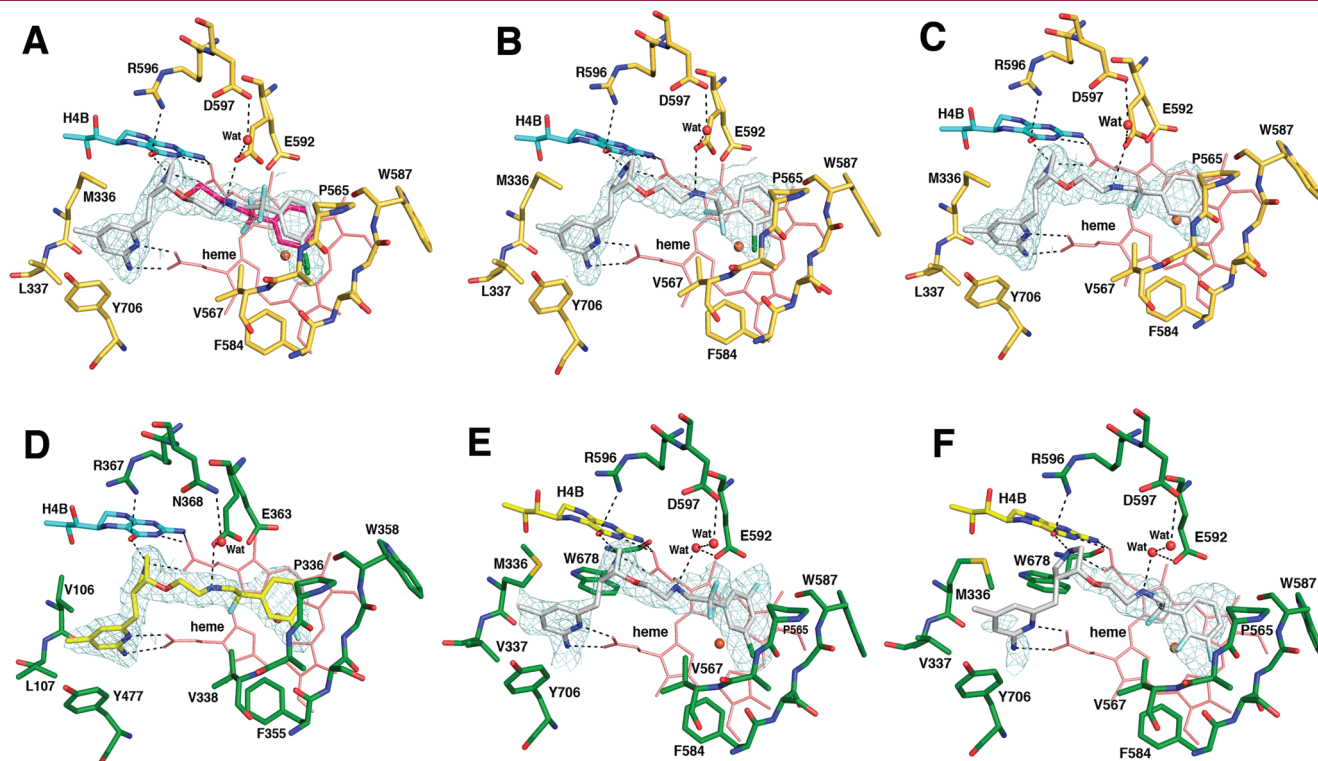 A
R596
D597
H4B
Wat
E592
M336
P565
W587
heme
L337
Y706
V567
F584
B
R596
D597
H4B
Wat
E592
M336
P565
W587
heme
L337
Y706
V567
F584
C
R596
D597
H4B
Wat
E592
W587
M336
P565
heme
L337
Y706
V567
F584
D
R367
N368
H4B
E363
Wat
W358
P336
V106
heme
L107
Y477
V338
F355
E
R596
H4B
D597
Wat
Wat
E592
W678
M336
W587
heme
P565
V337
V567
Y706
F584
F
R596
H4B
D597
Wat
Wat
E592
W678
M336
W587
heme
P565
V337
Y706
V567
F584